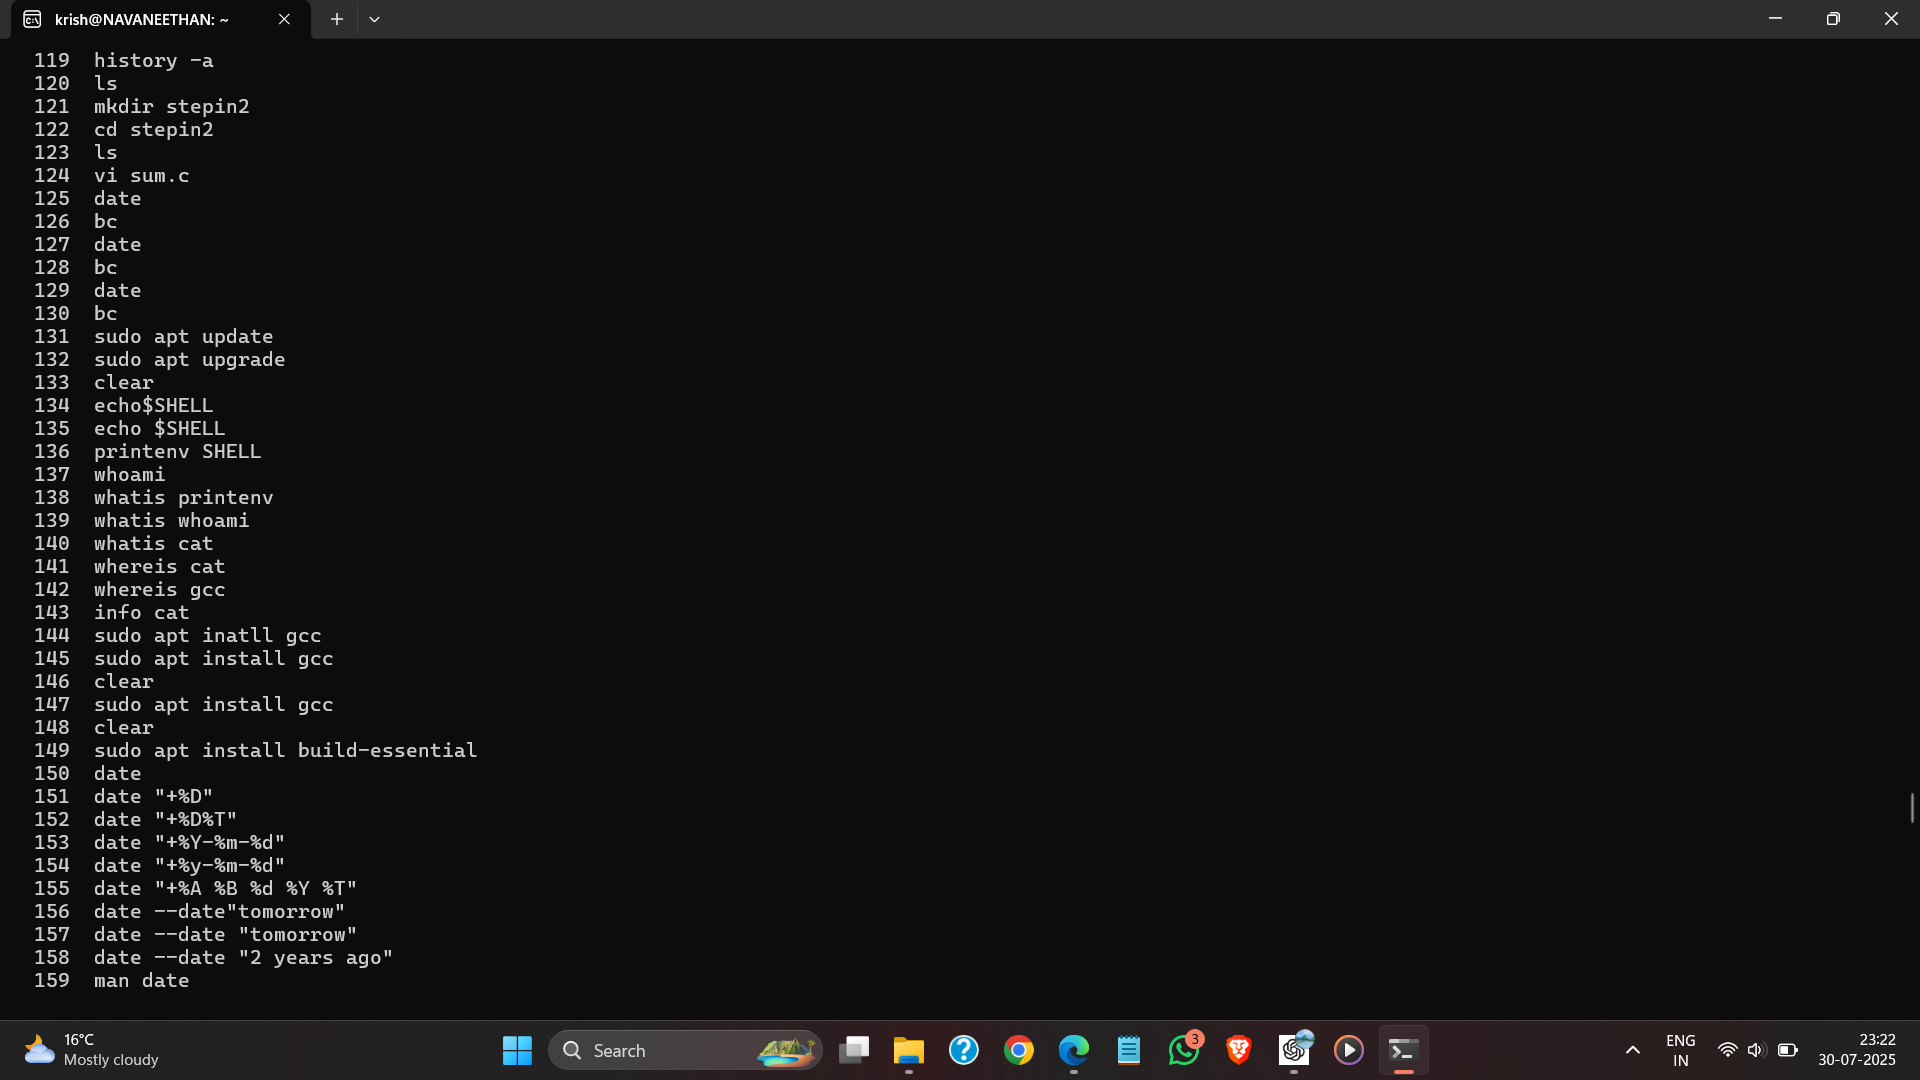 krish@NAVANEETHAN: ~
119 history -a
120 ls
121 mkdir stepin2
122 cd stepin2
123 ls
124 vi sum.c
125 date
126 bc
127 date
128 bc
129 date
130 bc
131 sudo apt update
132 sudo apt upgrade
133 clear
134 echo$SHELL
135 echo $SHELL
136 printenv SHELL
137 whoami
138 whatis printenv
139 whatis whoami
140 whatis cat
141 whereis cat
142 whereis gcc
143 info cat
144 sudo apt inatll gcc
145 sudo apt install gcc
146 clear
147 sudo apt install gcc
148 clear
149 sudo apt install build-essential
150 date
151 date "+%D"
152 date "+%D%T"
153 date "+%Y-%m-%d"
154 date "+%y-%m-%d"
155 date "+%A %B %d %Y %T"
156 date --date"tomorrow"
157 date --date "tomorrow"
158 date --date "2 years ago"
159 man date
16°C
Mostly cloudy
Search
3
ENG
IN
23:22
30-07-2025